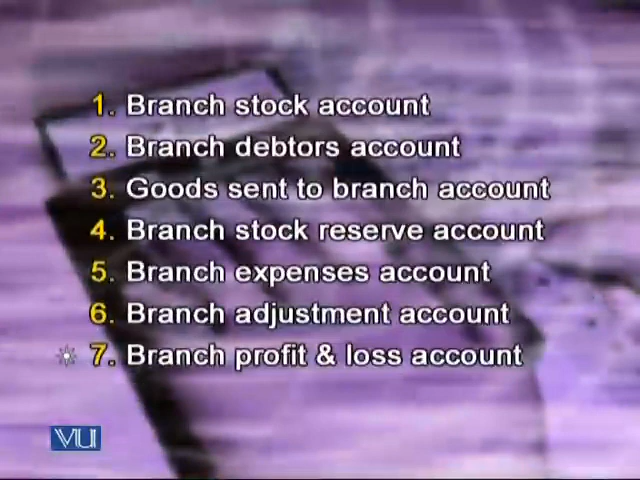 1. Branch stock account
2. Branch debtors account
3. Goods sent to branch account
4. Branch stock reserve account
5. Branch expenses account
6. Branch adjustment account
7. Branch profit & loss account
VU